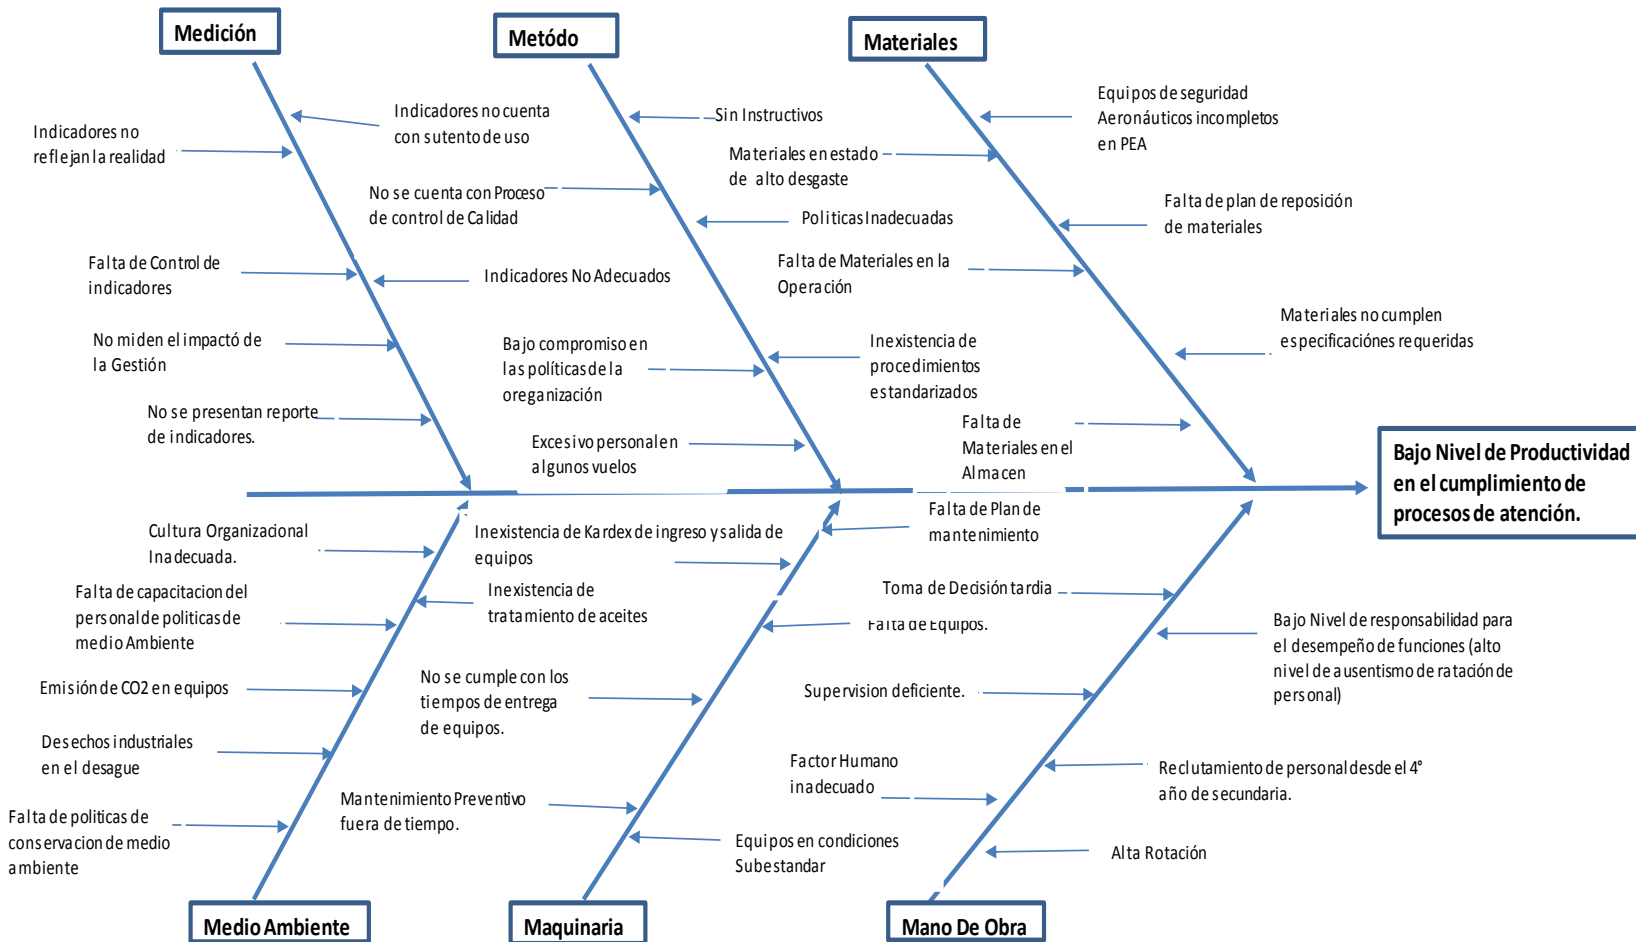 Medición
Metódo
Materiales
Indicadores no
reflejan la realidad
Indicadores no cuenta
con sutento de uso
Falta de Control de
indicadores
Indicadores No Adecuados
No miden el impactó de
la Gestión
No se presentan reporte
de indicadores.
Sin Instructivos
No se cuenta con Proceso
de control de Calidad
Politicas Inadecuadas
Bajo compromiso en
las políticas de la
oreganización
Inexistencia de
procedimientos
estandarizados
Excesivo personal en
algunos vuelos
Equipos de seguridad
Aeronáuticos incompletos
en PEA
Materiales en estado
de alto desgaste
Falta de plan de reposición
de materiales
Falta de Materiales en la
Operación
Materiales no cumplen
especificaciónes requeridas
Falta de
Materiales en el
Almacen
Bajo Nivel de Productividad
en el cumplimiento de
procesos de atención.
Cultura Organizacional
Inadecuada.
Falta de capacitacion del
personal de politicas de
medio Ambiente
Inexistencia de
tratamiento de aceites
Emisión de CO2 en equipos
Desechos industriales
en el desague
Falta de politicas de
conservacion de medio
ambiente
Inexistencia de Kardex de ingreso y salida de
equipos
Falta de Plan de
mantenimiento
Falta de Equipos.
No se cumple con los
tiempos de entrega
de equipos.
Mantenimiento Preventivo
fuera de tiempo.
Equipos en condiciones
Subestandar
Toma de Decisión tardia
Bajo Nivel de responsabilidad para
el desempeño de funciones (alto
nivel de ausentismo de ratación de
personal)
Supervision deficiente.
Factor Humano
inadecuado
Reclutamiento de personal desde el 4°
año de secundaria.
Alta Rotación
Medio Ambiente
Maquinaria
Mano De Obra